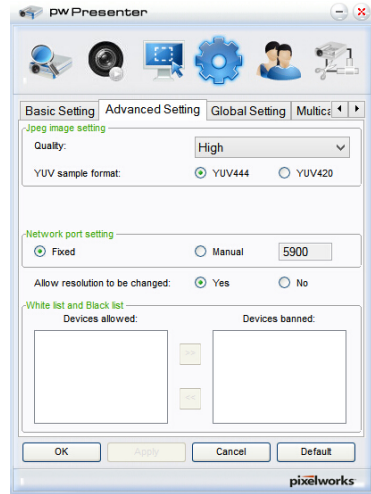 pwPresenter
Basic Setting Advanced Setting Global Setting Multica
Jpeg image setting
Quality: High
YUV sample format: YUV444 YUV420
Network port setting
Fixed Manual 5900
Allow resolution to be changed: Yes No
White list and Black list
Devices allowed: Devices banned:
>>
<<
OK Apply Cancel Default
pixelworks